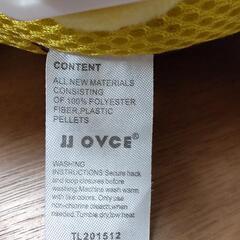 CONTENT
ALL NEW MATERIALS
CONSISTING
OF 100% POLYESTER
FIBER,PLASTIC
PELLETS
JJ OVCE®
WASHING
INSTRUCTIONS Secure hack
and loop closures before
washing.Machine wash warm
with like colors. Only use
non-chlorine bleach,when
needed.Tumble dry,low heat
TL201512